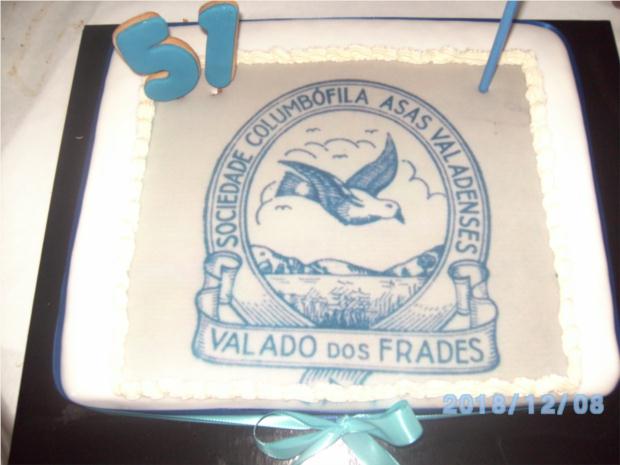 51
SOCIEDADE COLUMBÓFILA ASAS VALADENSES
VALADO DOS FRADES
2018/12/08